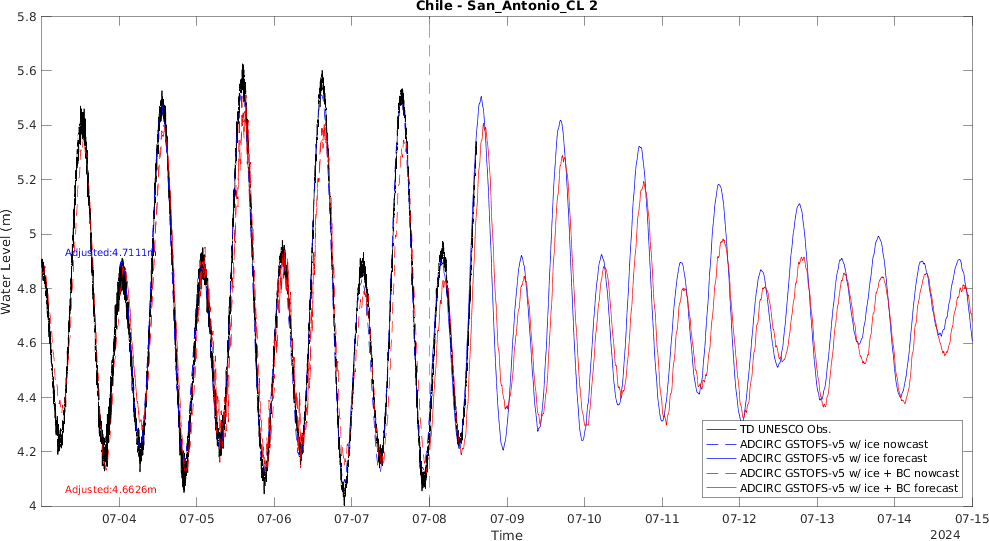 Chile - San_Antonio_CL 2
5.8
5.6
5.4
5.2
5
4.8
4.6
4.4
4.2
4
Water Level (m)
Adjusted:4.7111m
Adjusted:4.6626m
TD UNESCO Obs.
ADCIRC GSTOFS-v5 w/ ice nowcast
ADCIRC GSTOFS-v5 w/ ice forecast
ADCIRC GSTOFS-v5 w/ ice + BC nowcast
ADCIRC GSTOFS-v5 w/ ice + BC forecast
07-04 07-05 07-06 07-07 07-08 07-09 07-10 07-11 07-12 07-13 07-14 07-15
Time
2024